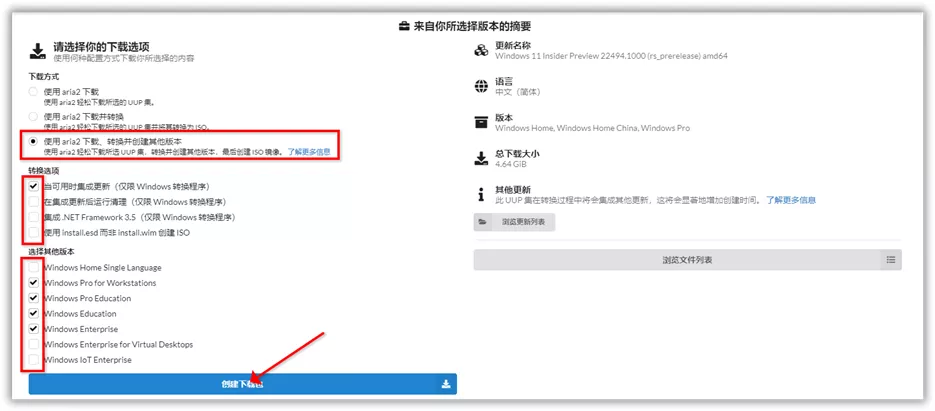 来自你所选择版本的摘要
请选择你的下载选项
使用何种配置方式下载你所选择的内容
下载方式
使用 aria2 下载
使用 aria2 轻松下载所选的 UUP 集。
使用 aria2 下载并转换
使用 aria2 轻松下载所选的 UUP 集并将其转换为 ISO。
使用 aria2 下载、转换并创建其他版本
使用 aria2 轻松下载所选 UUP 集、转换并创建其他版本，最后创建 ISO 镜像。 了解更多信息
转换选项
当可用时集成更新（仅限 Windows 转换程序）
在集成更新后运行清理（仅限 Windows 转换程序）
集成 .NET Framework 3.5（仅限 Windows 转换程序）
使用 install.esd 而非 install.wim 创建 ISO
选择其他版本
Windows Home Single Language
Windows Pro for Workstations
Windows Pro Education
Windows Education
Windows Enterprise
Windows Enterprise for Virtual Desktops
Windows IoT Enterprise
创建下载包
更新名称
Windows 11 Insider Preview 22494.1000 (rs_prerelease) amd64
语言
中文（简体）
版本
Windows Home, Windows Home China, Windows Pro
总下载大小
4.64 GiB
其他更新
此 UUP 集在转换过程中将会集成其他更新，这将会显著地增加创建时间。 了解更多信息
浏览更新列表
浏览文件列表